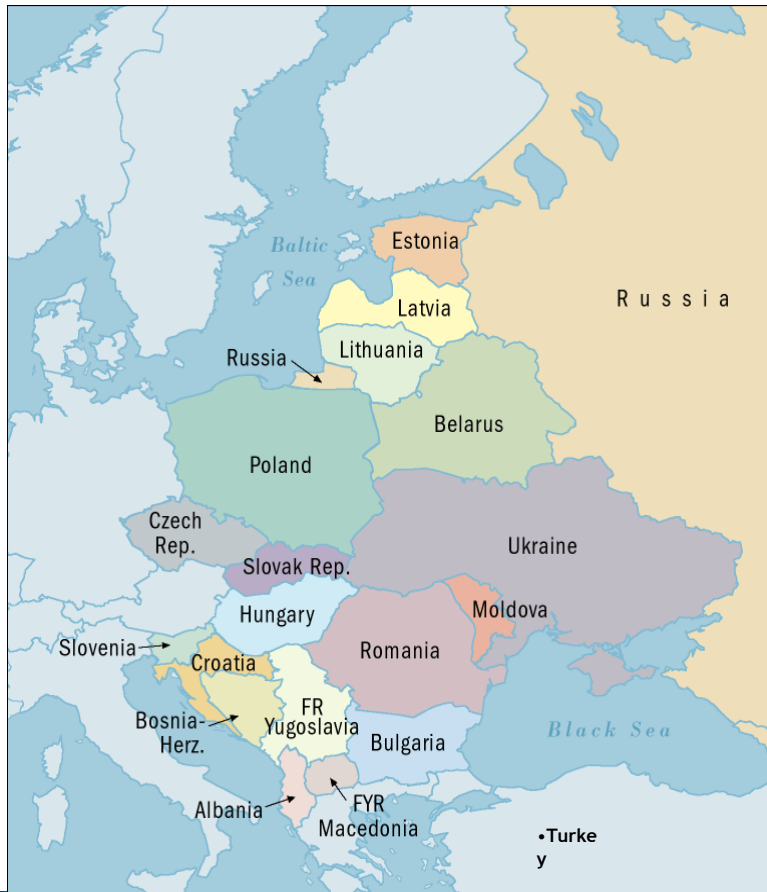 Estonia
Baltic
Sea
Russia
Latvia
Lithuania
Russia
Belarus
Poland
Czech
Rep.
Ukraine
Slovak Rep.
Moldova
Hungary
Slovenia
Romania
Croatia
FR
Yugoslavia
Bosnia-
Herz.
Black Sea
Bulgaria
Albania
FYR
Macedonia
•Turke
y